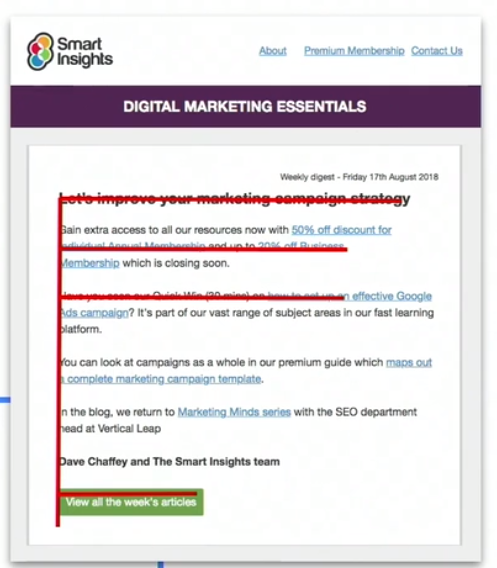 Smart
Insights
About Premium Membership Contact Us
DIGITAL MARKETING ESSENTIALS
Weekly digest - Friday 17th August 2018
Let's improve your marketing campaign strategy
Gain extra access to all our resources now with 50% off discount for
individual Annual Membership and up to 20% off Business
Membership which is closing soon.
Have you seen our Quick Win (30 mins) on how to set up an effective Google
Ads campaign? It's part of our vast range of subject areas in our fast learning
platform.
You can look at campaigns as a whole in our premium guide which maps out
a complete marketing campaign template.
In the blog, we return to Marketing Minds series with the SEO department
head at Vertical Leap
Dave Chaffey and The Smart Insights team
View all the week's articles